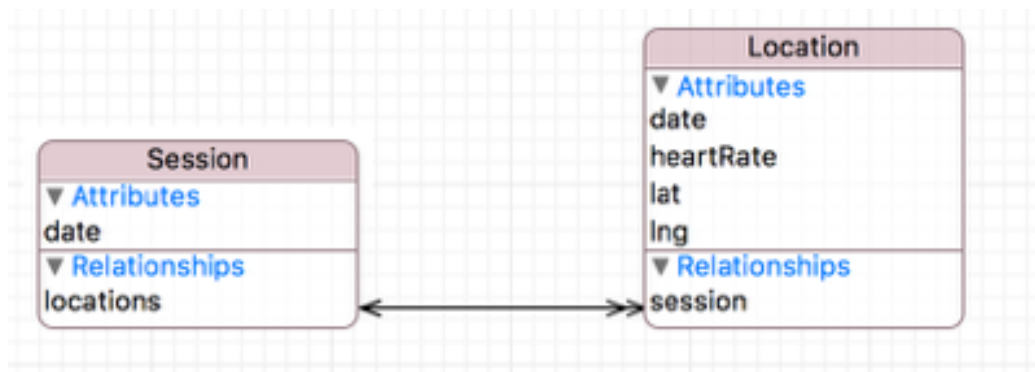 Session
Attributes
date
Relationships
locations
Location
Attributes
date
heartRate
lat
lng
Relationships
session